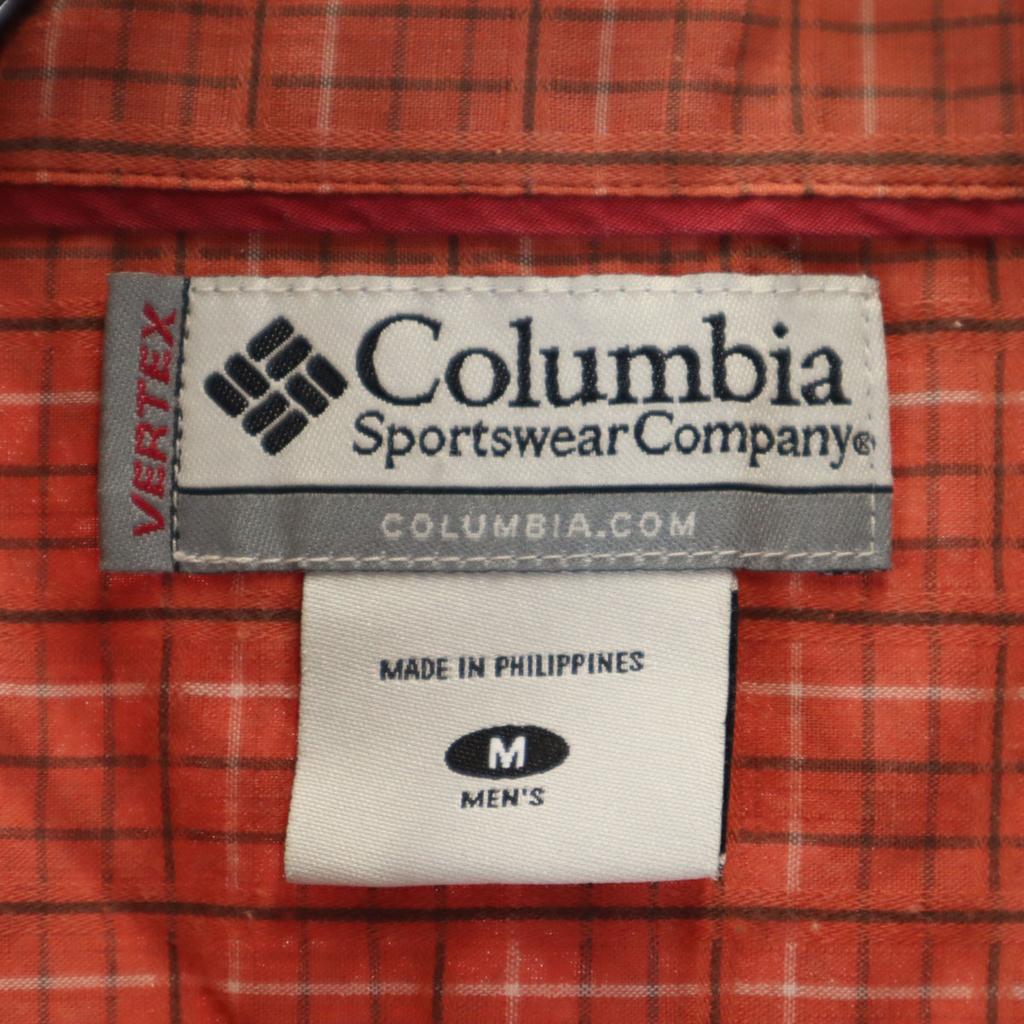 VERTEX
Columbia
Sportswear Company®
COLUMBIA.COM
MADE IN PHILIPPINES
M
MEN'S